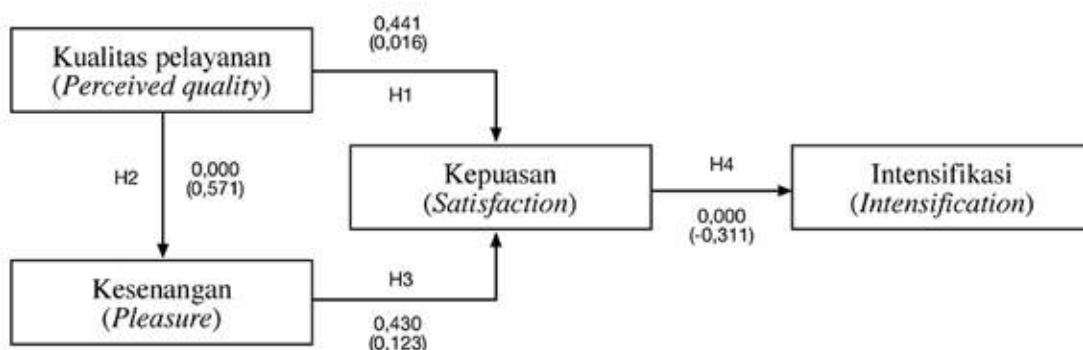 0,441
(0,016)
Kualitas pelayanan
(Perceived quality)
H1
H2
0,000
(0,571)
Kepuasan
(Satisfaction)
H4
0,000
(-0,311)
Intensifikasi
(Intensification)
Kesenangan
(Pleasure)
H3
0,430
(0,123)